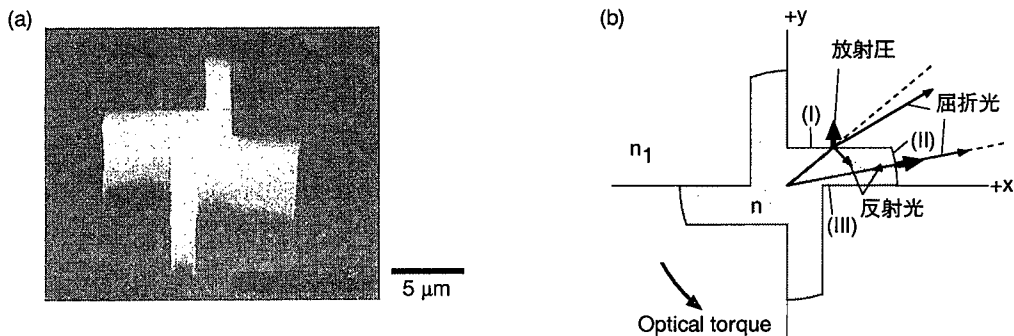 (a)
5 μm
(b)
+y
放射圧
屈折光
(I)
(II)
n₁
+x
n
反射光
(III)
Optical torque